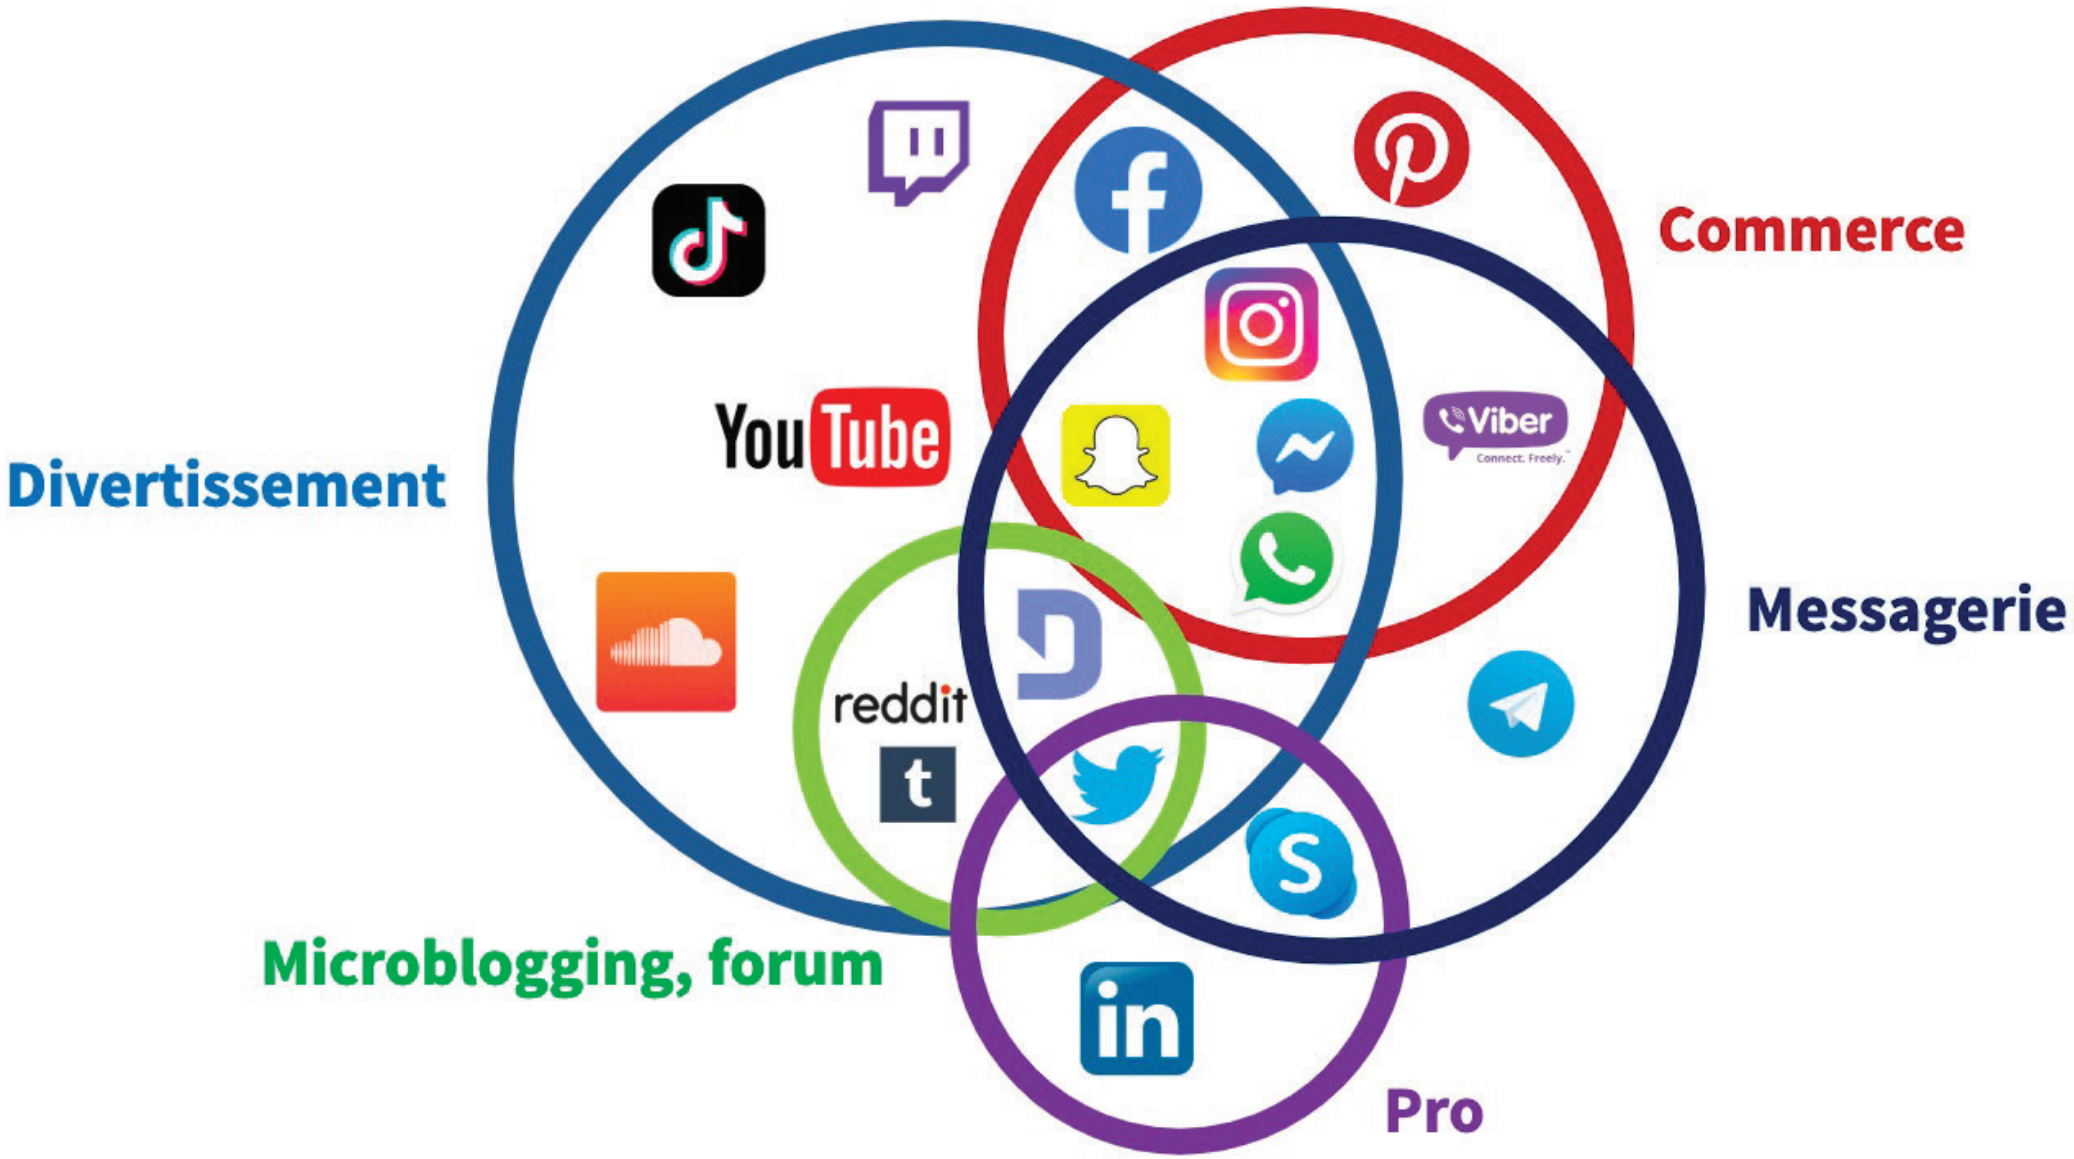 Commerce
YouTube
Viber
Connect. Freely.
Divertissement
Messagerie
reddit
t
S
Microblogging, forum
in
Pro